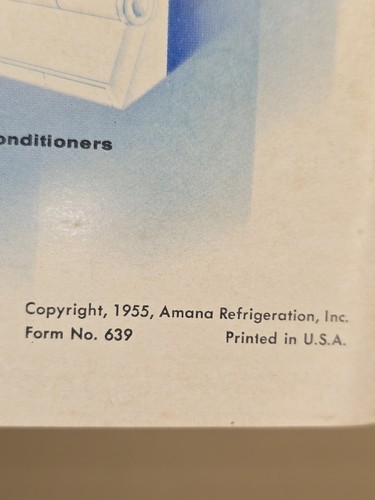 onditioners
Copyright, 1955, Amana Refrigeration, Inc.
Form No. 639
Printed in U.S.A.